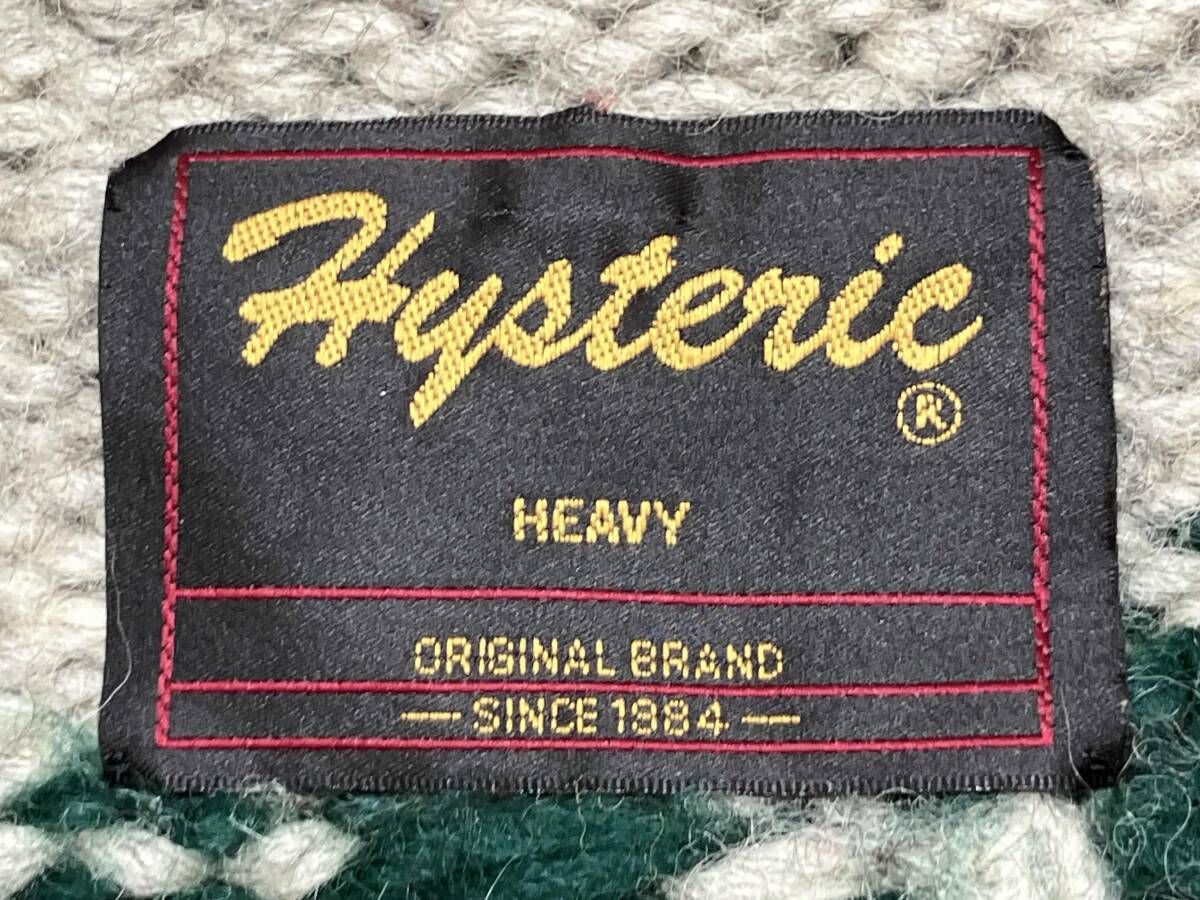 Hysteric
®
HEAVY
ORIGINAL BRAND
— SINCE 1984 —